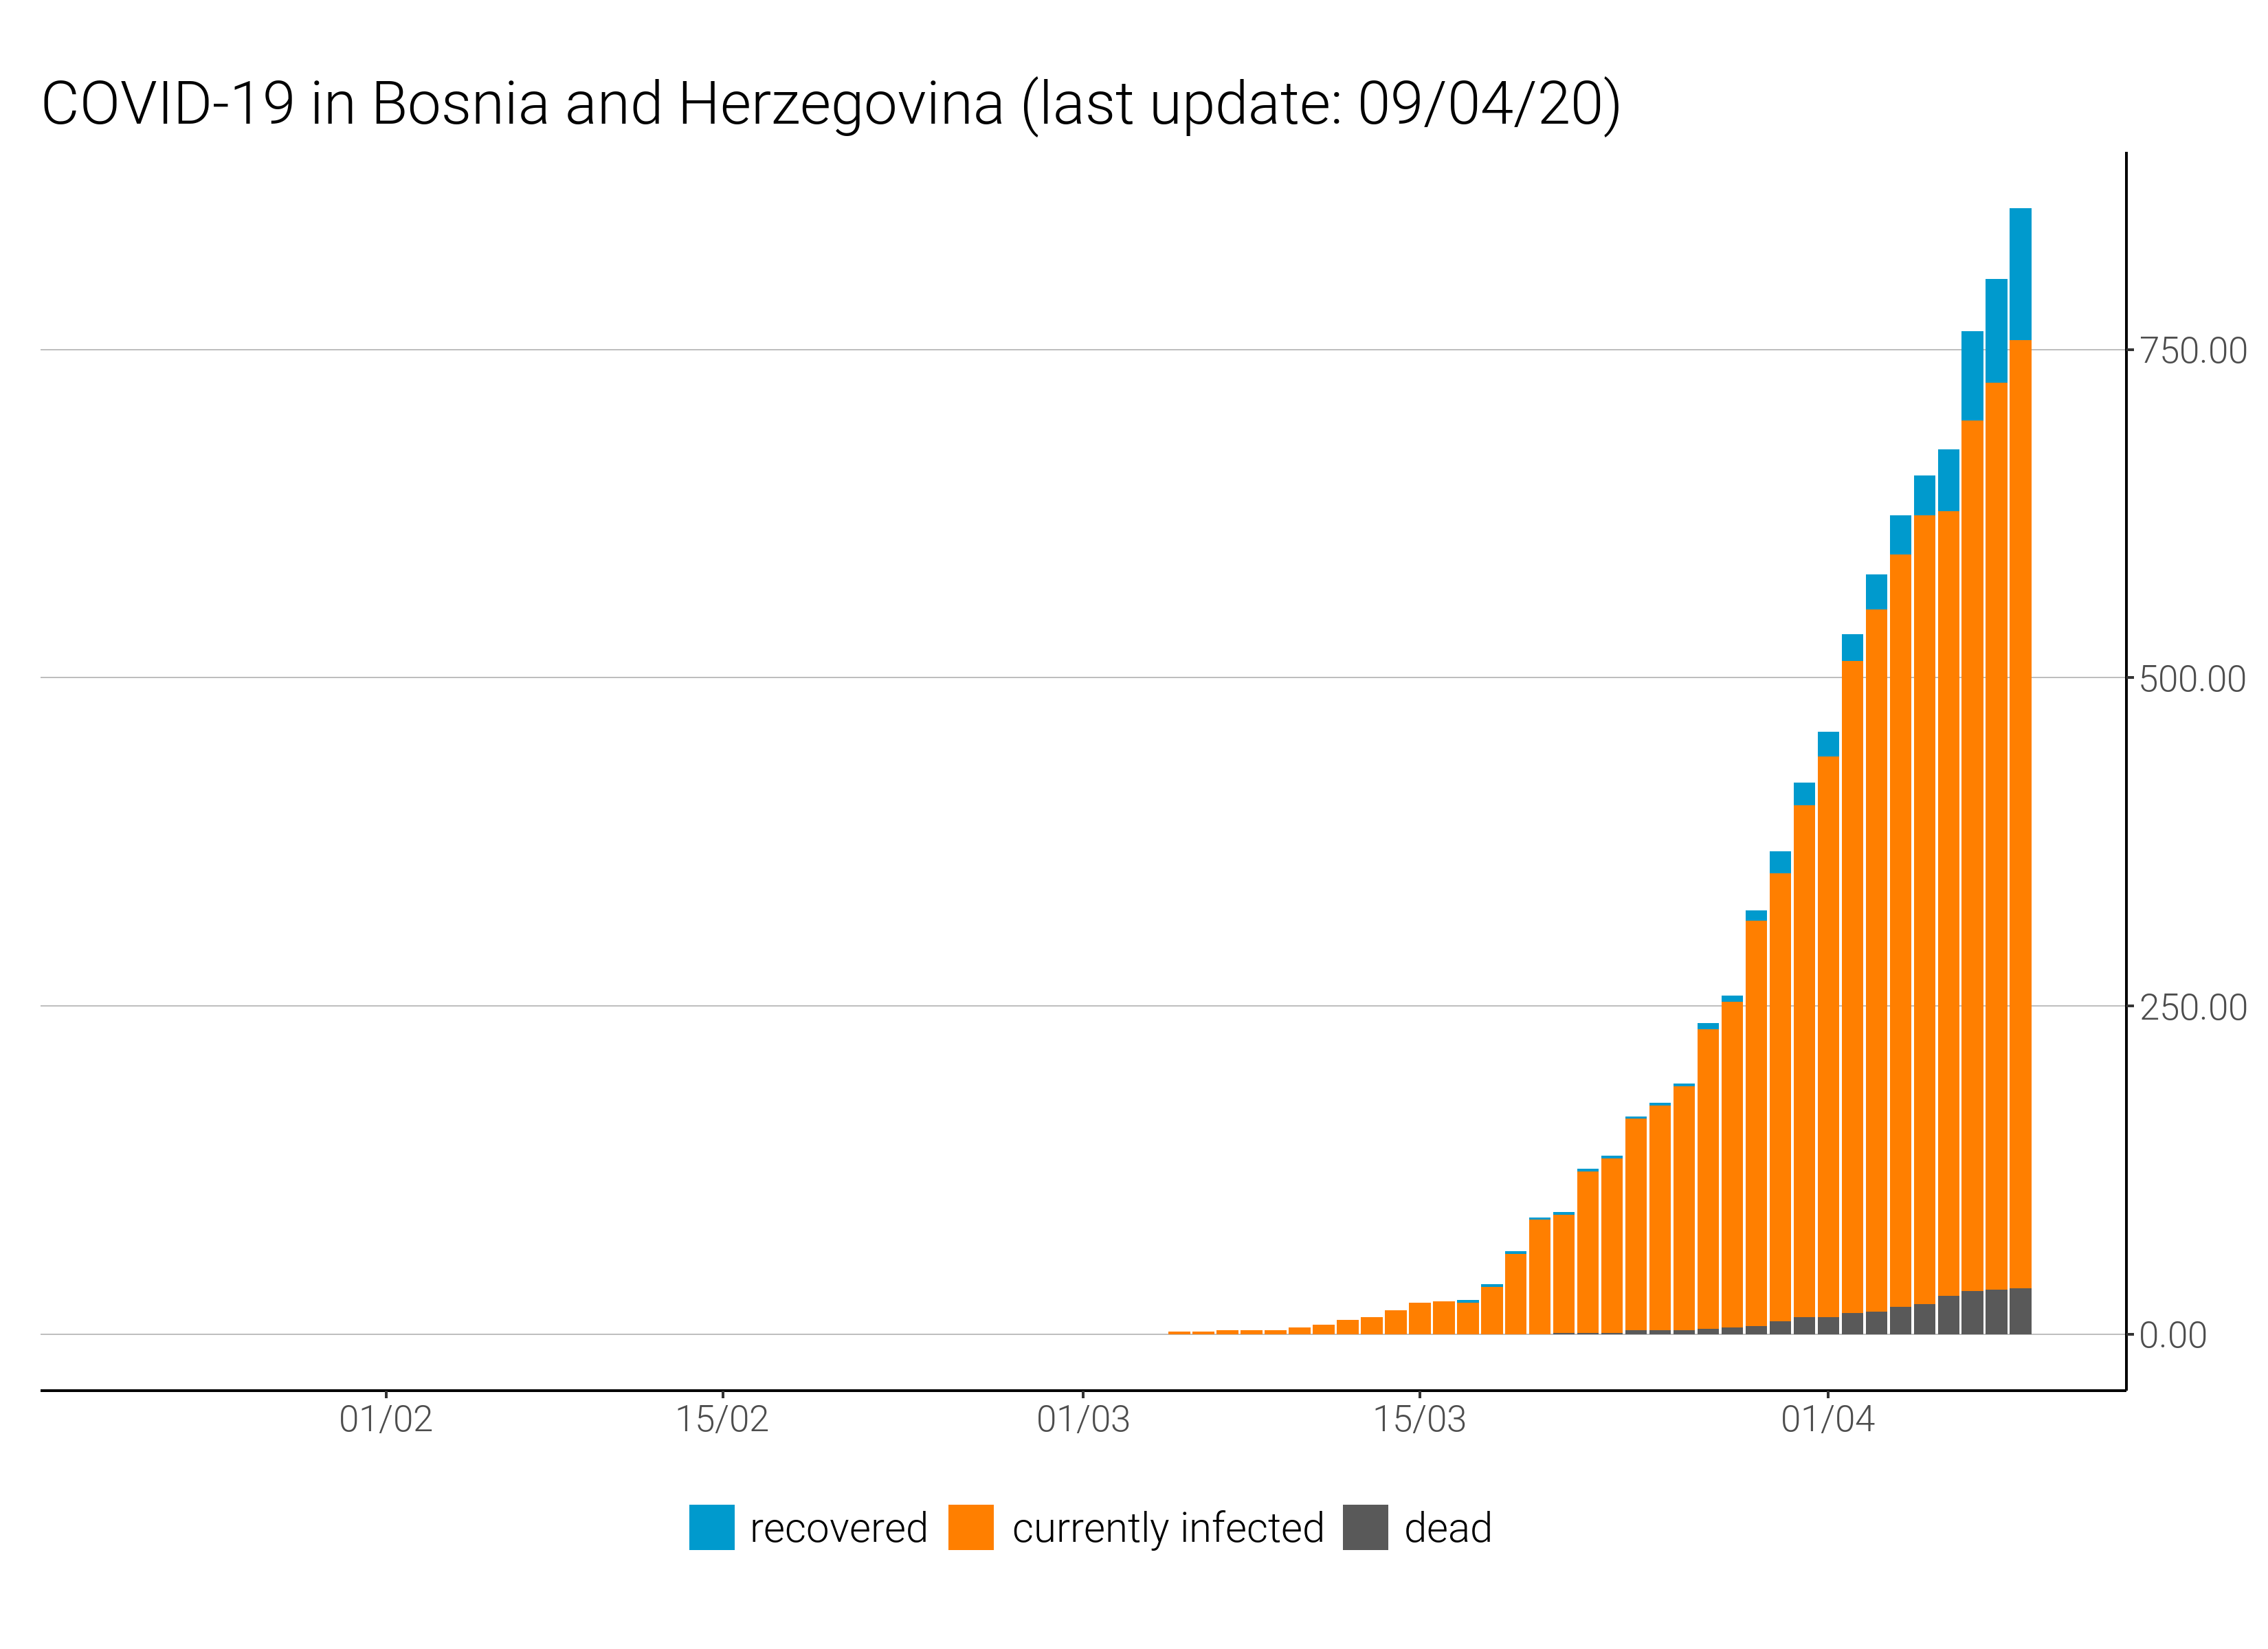 COVID-19 in Bosnia and Herzegovina (last update: 09/04/20)
750.00
500.00
250.00
0.00
01/02 15/02 01/03 15/03 01/04
recovered currently infected dead